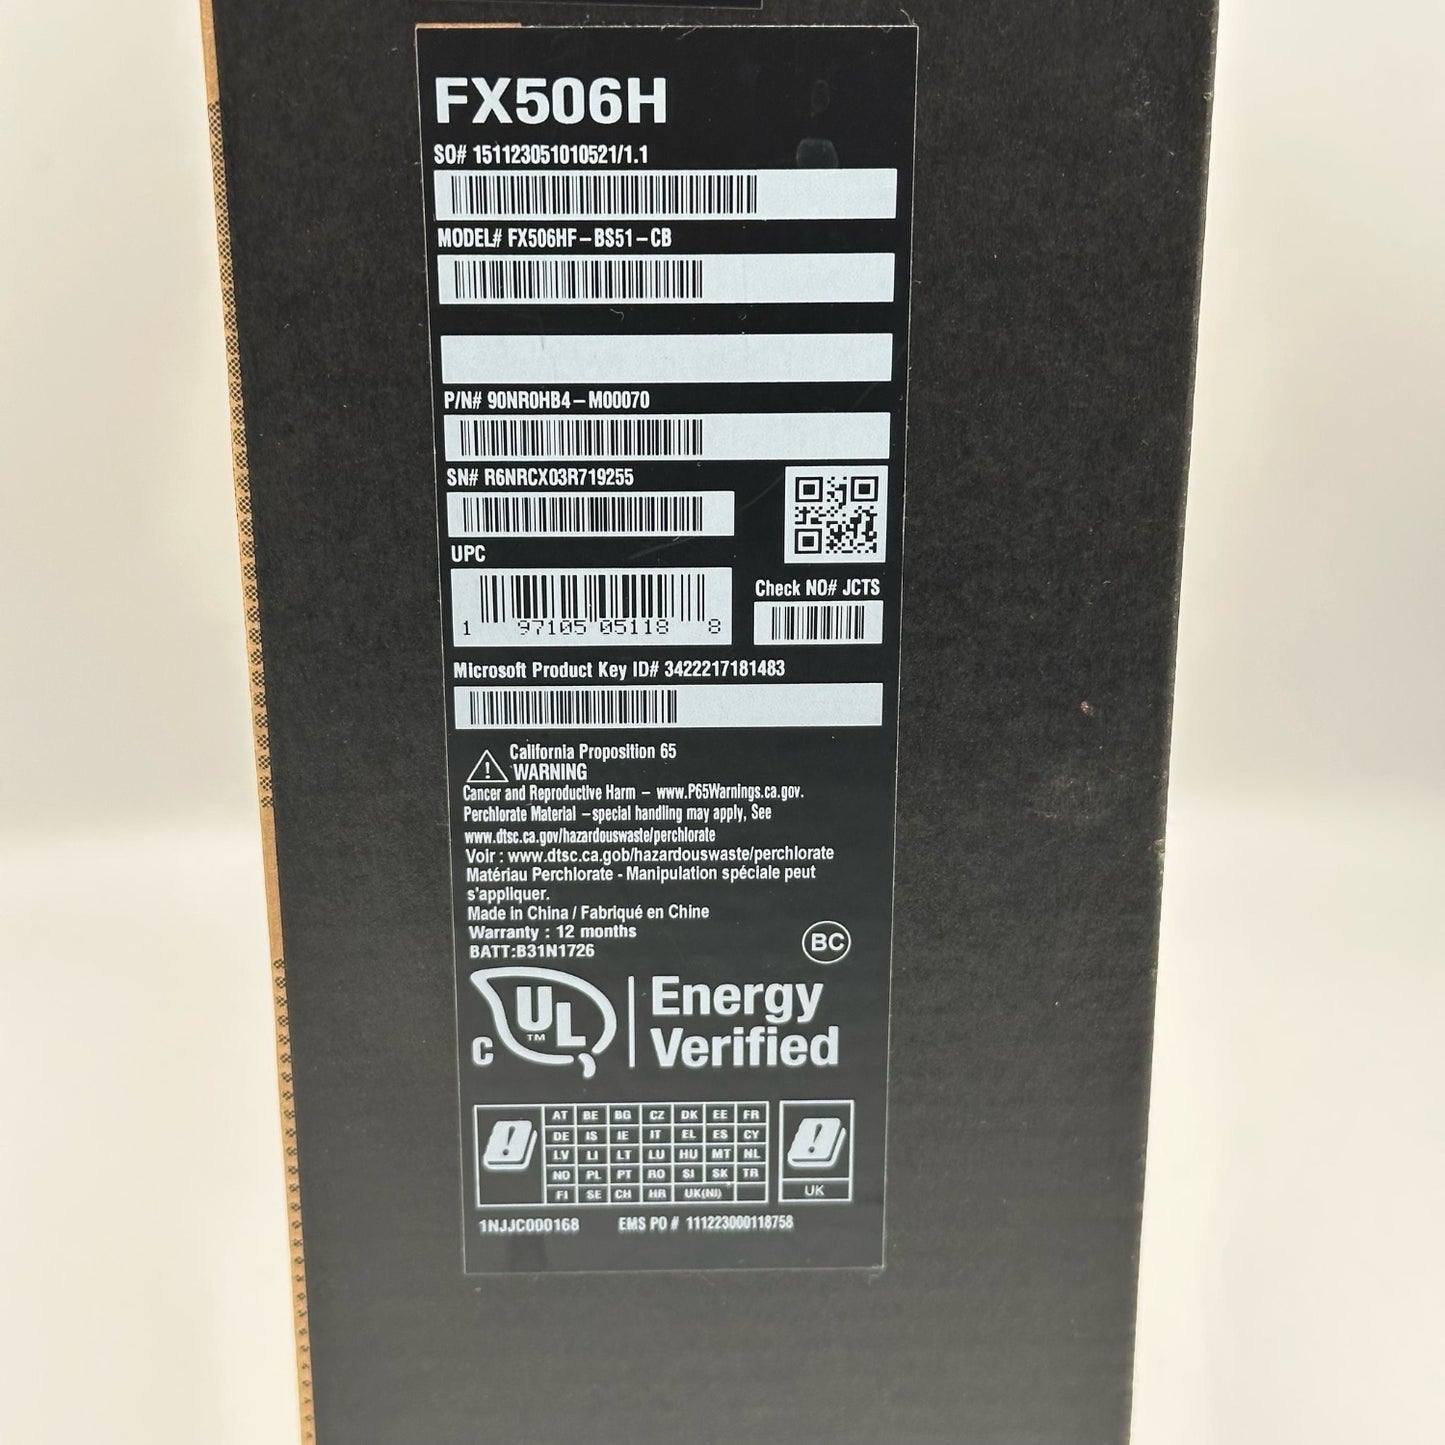 FX506H
SO# 151123051010521/1.1
MODEL# FX506HF-BS51-CB
P/N# 90NR0HB4-M00070
SN# R6NRCX03R719255
UPC
1 97105 05118 8
Check NO# JCTS
Microsoft Product Key ID# 3422217181483
California Proposition 65
WARNING
Cancer and Reproductive Harm - www.P65Warnings.ca.gov.
Perchlorate Material -special handling may apply, See
www.dtsc.ca.gov/hazardouswaste/perchlorate
Voir : www.dtsc.ca.gob/hazardouswaste/perchlorate
Matériau Perchlorate - Manipulation spéciale peut
s'appliquer.
Made in China / Fabriqué en Chine
Warranty : 12 months
BATT:B31N1726
BC
C UL TM
Energy
Verified
AT BE BG CZ DK EE FR
DE IS IE IT EL ES CY
LV LI LT LU HU MT NL
NO PL PT RO SI SK TR
FI SE CH HR UK(NI)
UK
1NJJC000168 EMS PO # 111223000118758